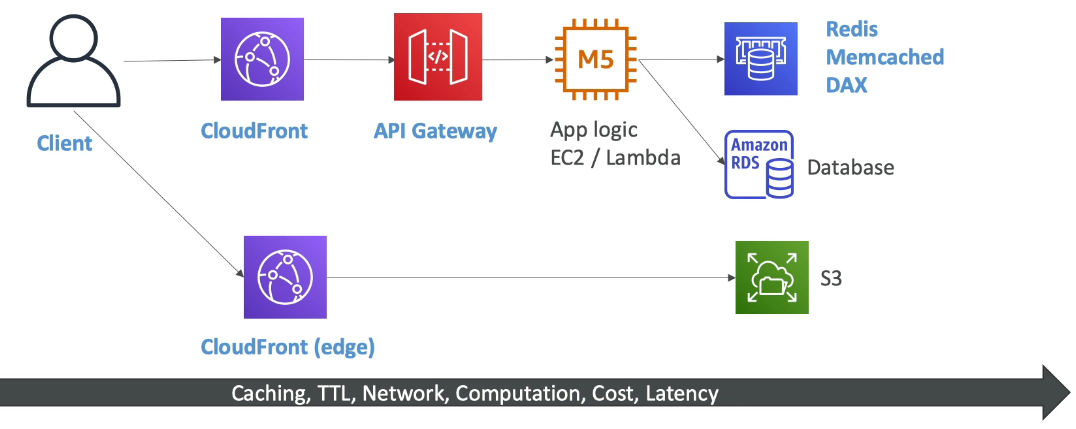 Client
CloudFront
API Gateway
</>
M5
App logic
EC2 / Lambda
Redis
Memcached
DAX
Amazon
RDS
Database
CloudFront (edge)
S3
Caching, TTL, Network, Computation, Cost, Latency